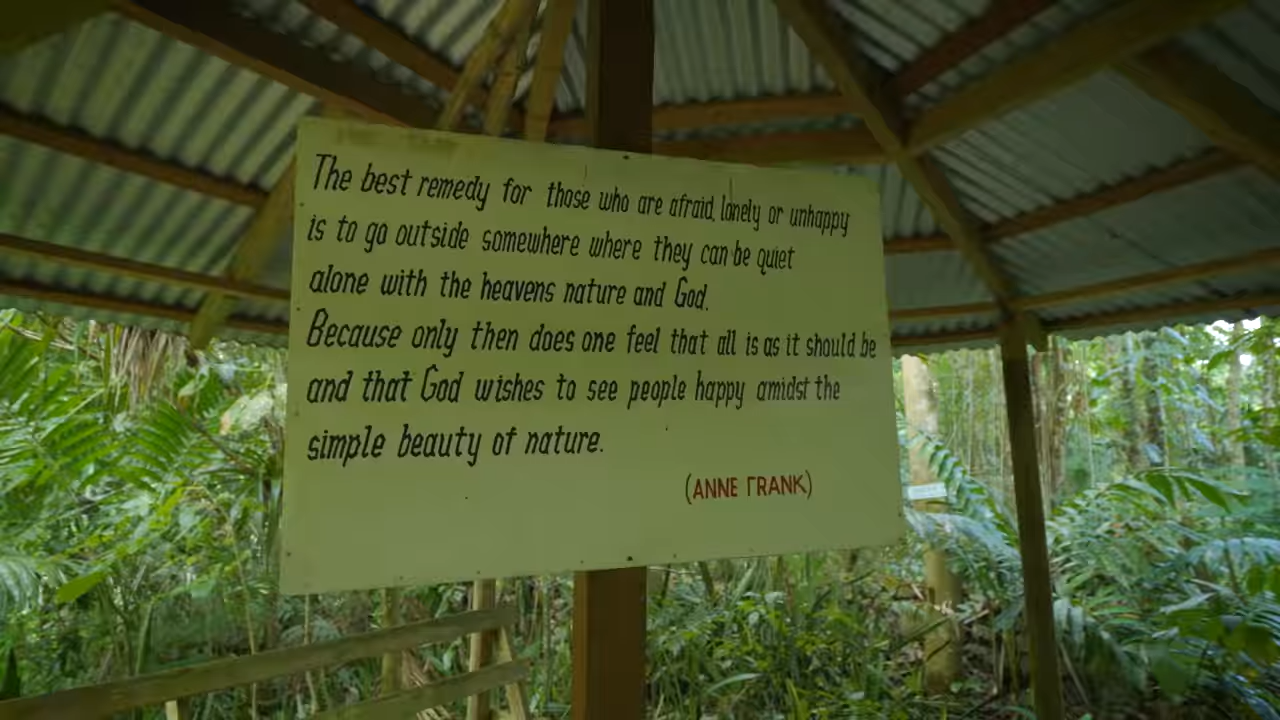 The best remedy for those who are afraid, lonely or unhappy
is to go outside somewhere where they can be quiet
alone with the heavens nature and God.
Because only then does one feel that all is as it should be
and that God wishes to see people happy amidst the
simple beauty of nature.
(ANNE FRANK)